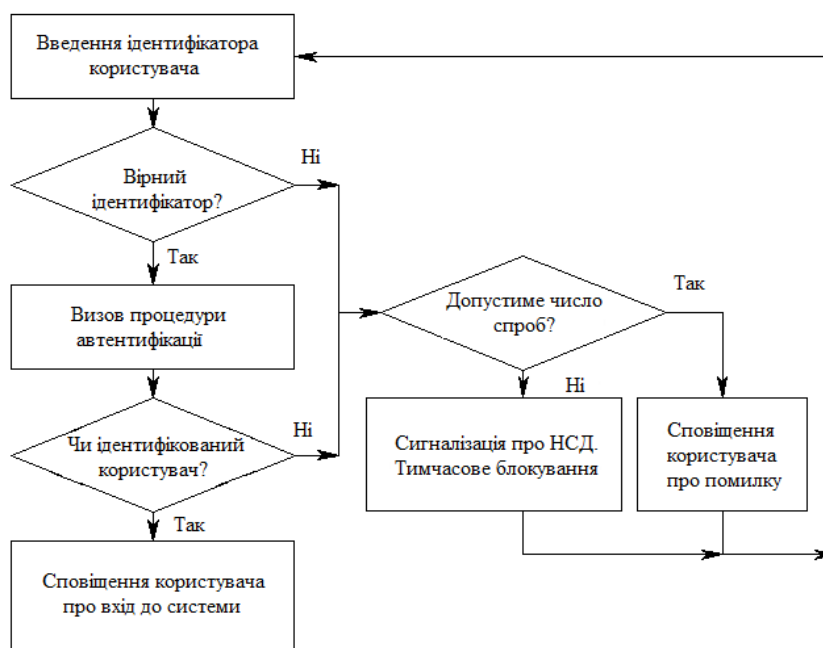 Введення ідентифікатора
користувача
Ні
Вірний
ідентифікатор?
Так
Визов процедури
автентифікації
Допустиме число
спроб?
Так
Ні
Чи ідентифікований
користувач?
Ні
Сигналізація про НСД.
Тимчасове блокування
Сповіщення
користувача
про помилку
Так
Сповіщення користувача
про вхід до системи